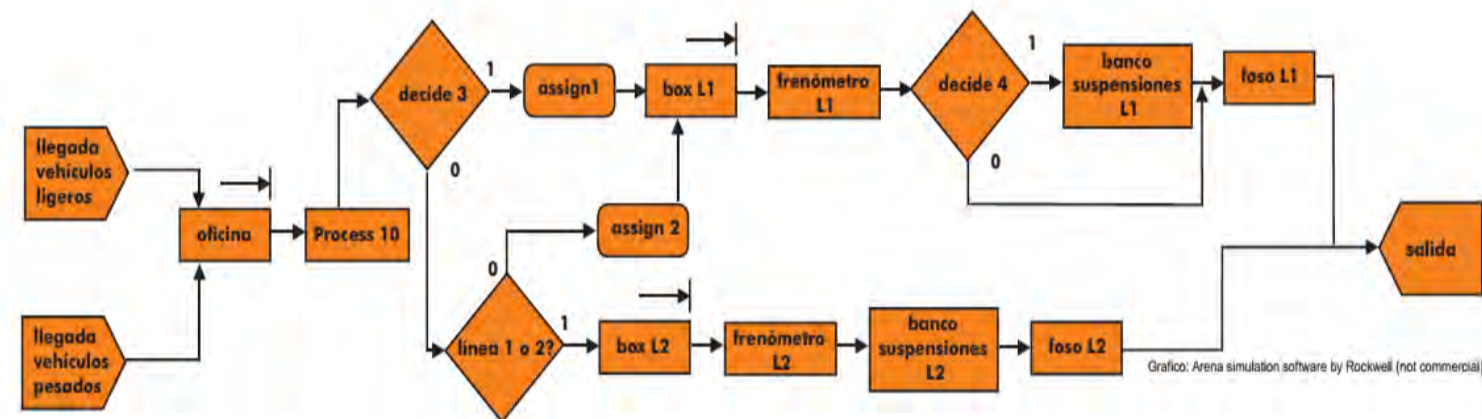 llegada
vehículos
ligeros
llegada
vehículos
pesados
oficina
Process 10
decide 3
1
0
assign1
box L1
frenómetro
L1
decide 4
1
0
banco
suspensiones
L1
foso L1
assign 2
0
línea 1 o 2?
1
box L2
frenómetro
L2
banco
suspensiones
L2
foso L2
salida
Grafico: Arena simulation software by Rockwell (not commercial)